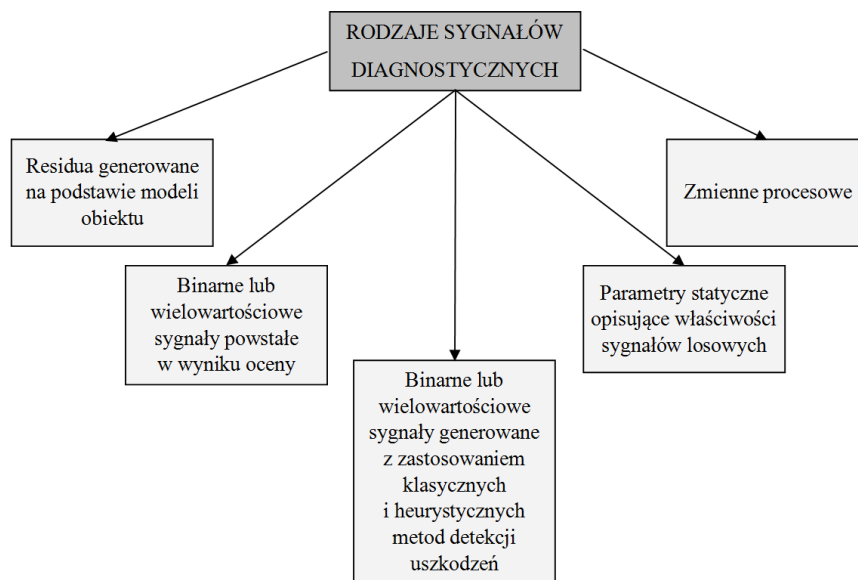 RODZAJE SYGNAŁÓW
DIAGNOSTYCZNYCH
Residua generowane
na podstawie modeli
obiektu
Zmienne procesowe
Binarne lub
wielowartościowe
sygnały powstałe
w wyniku oceny
Parametry statyczne
opisujące właściwości
sygnałów losowych
Binarne lub
wielowartościowe
sygnały generowane
z zastosowaniem
klasycznych
i heurystycznych
metod detekcji
uszkodzeń